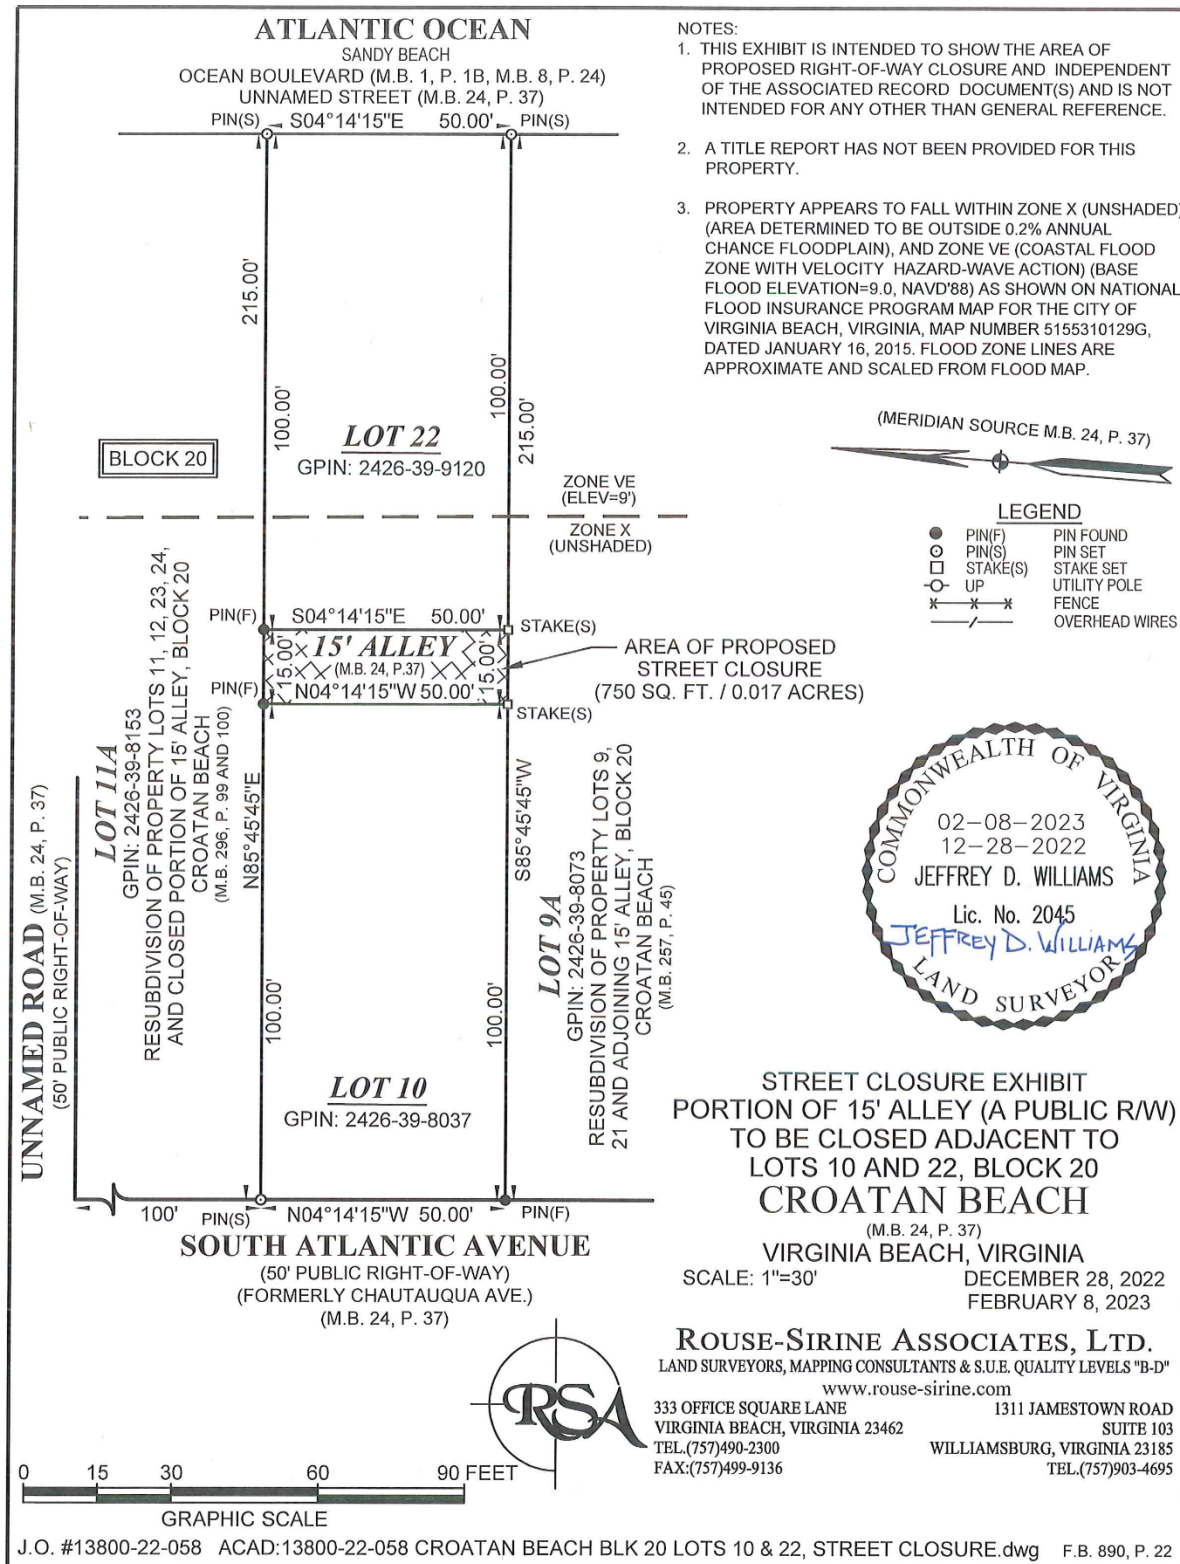 ATLANTIC OCEAN
SANDY BEACH
OCEAN BOULEVARD (M.B. 1, P. 1B, M.B. 8, P. 24)
UNNAMED STREET (M.B. 24, P. 37)
PIN(S) S04°14'15"E 50.00' PIN(S)
215.00'
100.00'
100.00'
215.00'
LOT 22
GPIN: 2426-39-9120
BLOCK 20
ZONE VE
(ELEV=9')
ZONE X
(UNSHADED)
PIN(F) S04°14'15"E 50.00' STAKE(S)
15' ALLEY
(M.B. 24, P.37)
15.00'
15.00'
PIN(F) N04°14'15"W 50.00' STAKE(S)
AREA OF PROPOSED
STREET CLOSURE
(750 SQ. FT. / 0.017 ACRES)
UNNAMED ROAD (M.B. 24, P. 37)
(50' PUBLIC RIGHT-OF-WAY)
LOT 11A
GPIN: 2426-39-8153
RESUBDIVISION OF PROPERTY LOTS 11, 12, 23, 24,
AND CLOSED PORTION OF 15' ALLEY, BLOCK 20
CROATAN BEACH
(M.B. 296, P. 99 AND 100)
N85°45'45"E
100.00'
S85°45'45"W
100.00'
LOT 9A
GPIN: 2426-39-8073
RESUBDIVISION OF PROPERTY LOTS 9,
21 AND ADJOINING 15' ALLEY, BLOCK 20
CROATAN BEACH
(M.B. 257, P. 45)
LOT 10
GPIN: 2426-39-8037
100' PIN(S) N04°14'15"W 50.00' PIN(F)
SOUTH ATLANTIC AVENUE
(50' PUBLIC RIGHT-OF-WAY)
(FORMERLY CHAUTAUQUA AVE.)
(M.B. 24, P. 37)
NOTES:
1. THIS EXHIBIT IS INTENDED TO SHOW THE AREA OF
PROPOSED RIGHT-OF-WAY CLOSURE AND INDEPENDENT
OF THE ASSOCIATED RECORD DOCUMENT(S) AND IS NOT
INTENDED FOR ANY OTHER THAN GENERAL REFERENCE.
2. A TITLE REPORT HAS NOT BEEN PROVIDED FOR THIS
PROPERTY.
3. PROPERTY APPEARS TO FALL WITHIN ZONE X (UNSHADED)
(AREA DETERMINED TO BE OUTSIDE 0.2% ANNUAL
CHANCE FLOODPLAIN), AND ZONE VE (COASTAL FLOOD
ZONE WITH VELOCITY HAZARD-WAVE ACTION) (BASE
FLOOD ELEVATION=9.0, NAVD'88) AS SHOWN ON NATIONAL
FLOOD INSURANCE PROGRAM MAP FOR THE CITY OF
VIRGINIA BEACH, VIRGINIA, MAP NUMBER 5155310129G,
DATED JANUARY 16, 2015. FLOOD ZONE LINES ARE
APPROXIMATE AND SCALED FROM FLOOD MAP.
(MERIDIAN SOURCE M.B. 24, P. 37)
LEGEND
PIN(F) PIN FOUND
PIN(S) PIN SET
STAKE(S) STAKE SET
UP UTILITY POLE
FENCE
OVERHEAD WIRES
COMMONWEALTH OF VIRGINIA
02-08-2023
12-28-2022
JEFFREY D. WILLIAMS
Lic. No. 2045
JEFFREY D. WILLIAMS
LAND SURVEYOR
STREET CLOSURE EXHIBIT
PORTION OF 15' ALLEY (A PUBLIC R/W)
TO BE CLOSED ADJACENT TO
LOTS 10 AND 22, BLOCK 20
CROATAN BEACH
(M.B. 24, P. 37)
VIRGINIA BEACH, VIRGINIA
SCALE: 1"=30' DECEMBER 28, 2022
FEBRUARY 8, 2023
RSA
ROUSE-SIRINE ASSOCIATES, LTD.
LAND SURVEYORS, MAPPING CONSULTANTS & S.U.E. QUALITY LEVELS "B-D"
www.rouse-sirine.com
333 OFFICE SQUARE LANE
VIRGINIA BEACH, VIRGINIA 23462
TEL.(757)490-2300
FAX:(757)499-9136
1311 JAMESTOWN ROAD
SUITE 103
WILLIAMSBURG, VIRGINIA 23185
TEL.(757)903-4695
0 15 30 60 90 FEET
GRAPHIC SCALE
J.O. #13800-22-058 ACAD:13800-22-058 CROATAN BEACH BLK 20 LOTS 10 & 22, STREET CLOSURE.dwg F.B. 890, P. 22